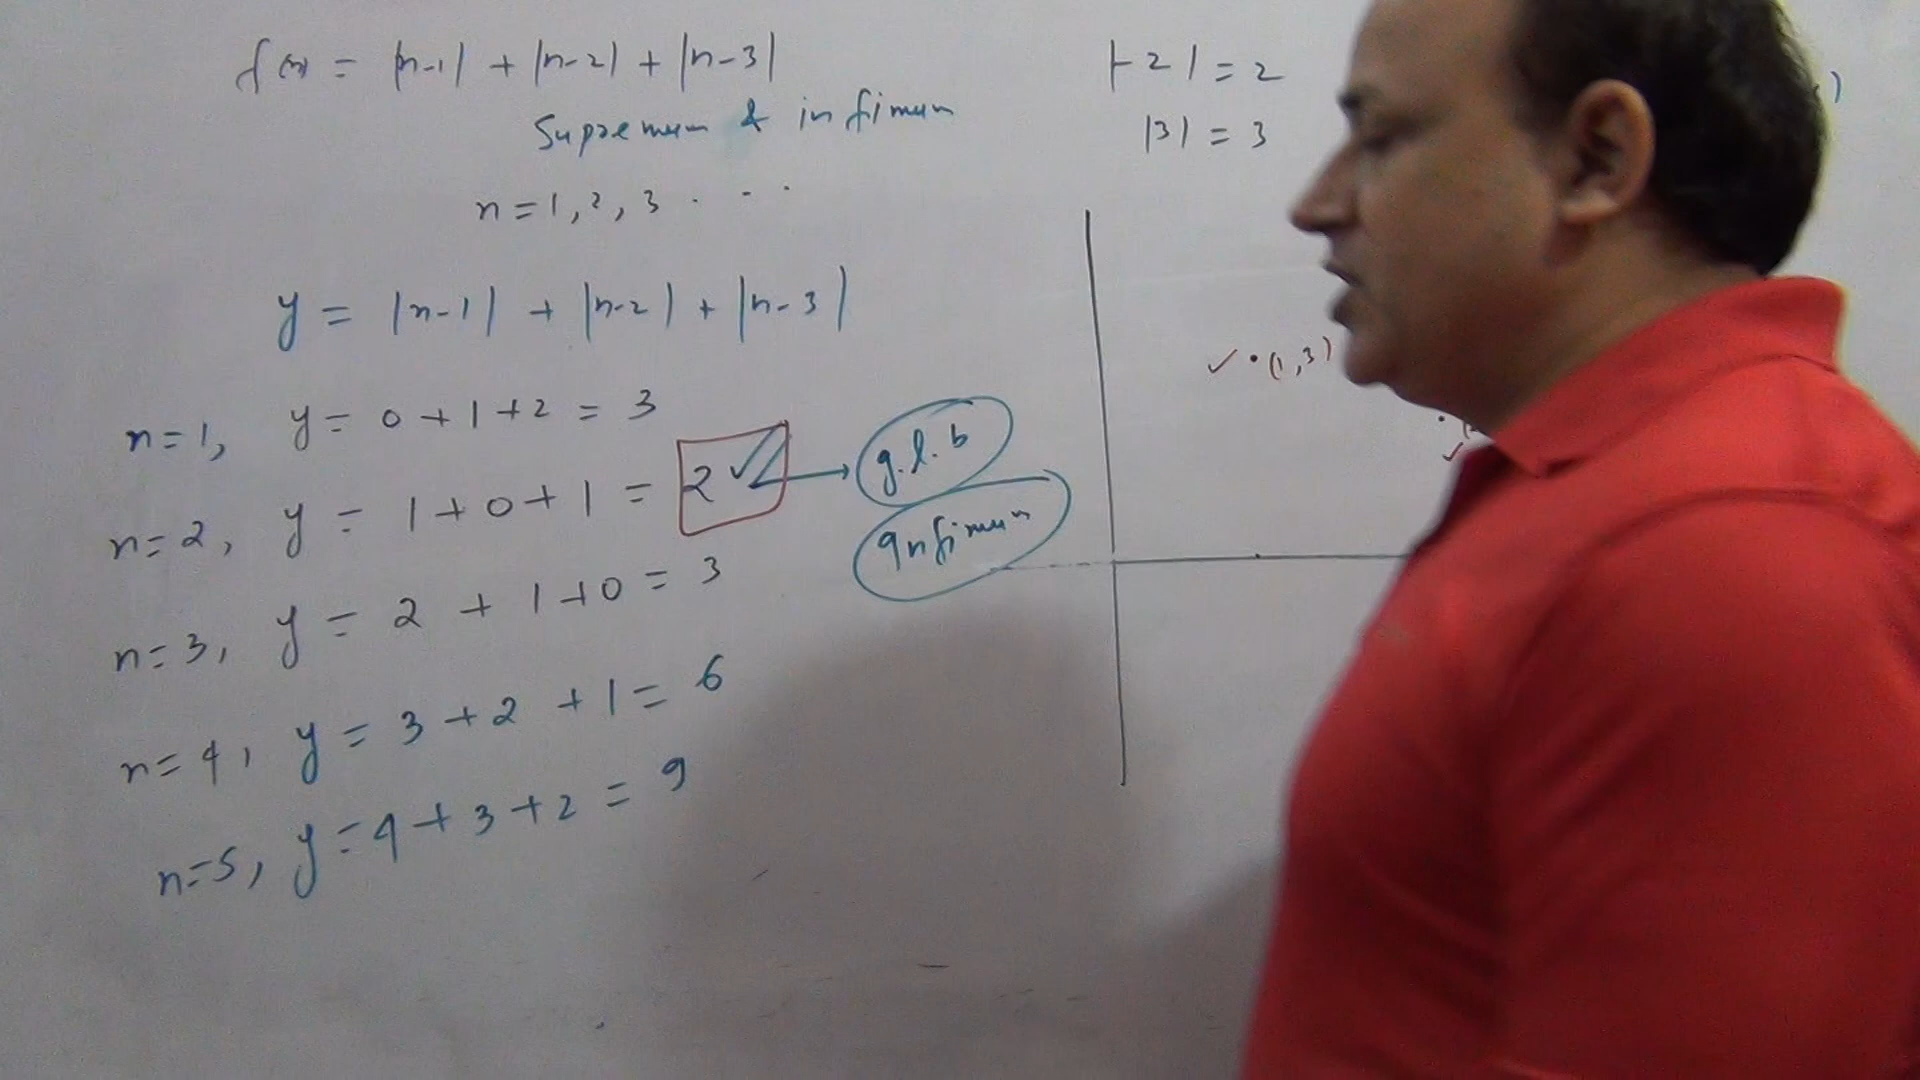 f(n) = |n-1| + |n-2| + |n-3|
Supremum & infimum
n=1, 2, 3 . - .
y = |n-1| + |n-2| + |n-3|
n=1, y= 0+1+2 = 3
n=2, y = 1+0+1 = 2 ✓
g.l.b
Infimum
n=3, y = 2 + 1+0 = 3
n=4, y = 3+2 +1= 6
n=5, y=4+3+2 = 9
|-2| = 2
|3| = 3
✓ •(1,3)